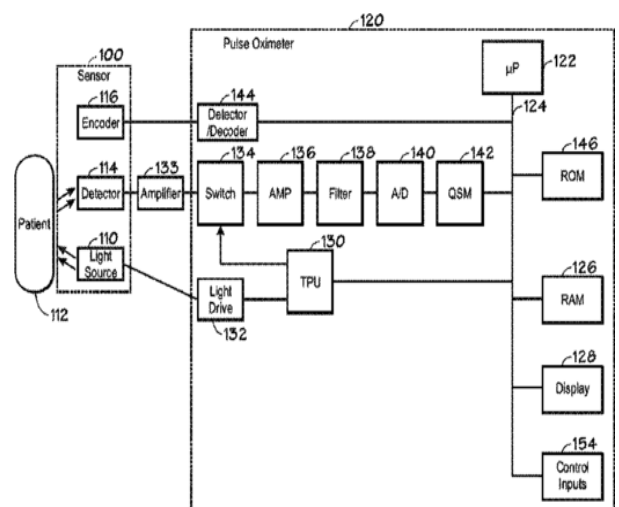 120
Pulse Oximeter
100
Sensor
116
Encoder
144
Detector
/Decoder
µP
122
124
114
Detector
133
Amplifier
134
Switch
136
AMP
138
Filter
140
A/D
142
QSM
146
ROM
Patient
112
110
Light
Source
130
TPU
Light
Drive
132
126
RAM
128
Display
154
Control
Inputs